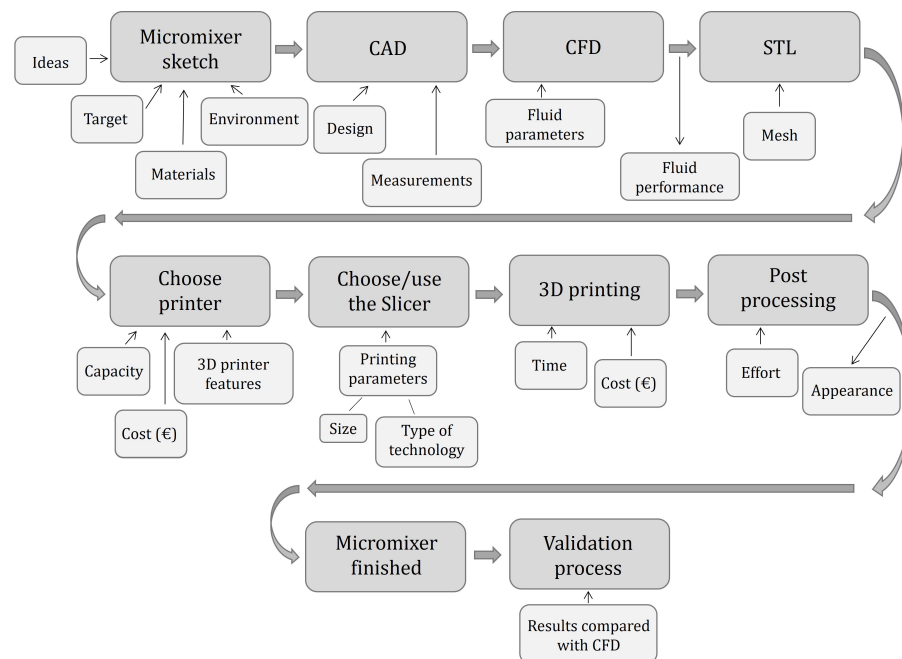 Micromixer
sketch
CAD
CFD
STL
Ideas
Target
Materials
Environment
Design
Measurements
Fluid
parameters
Fluid
performance
Mesh
Choose
printer
Choose/use
the Slicer
3D printing
Post
processing
Capacity
Cost (€)
3D printer
features
Printing
parameters
Size
Type of
technology
Time
Cost (€)
Effort
Appearance
Micromixer
finished
Validation
process
Results compared
with CFD